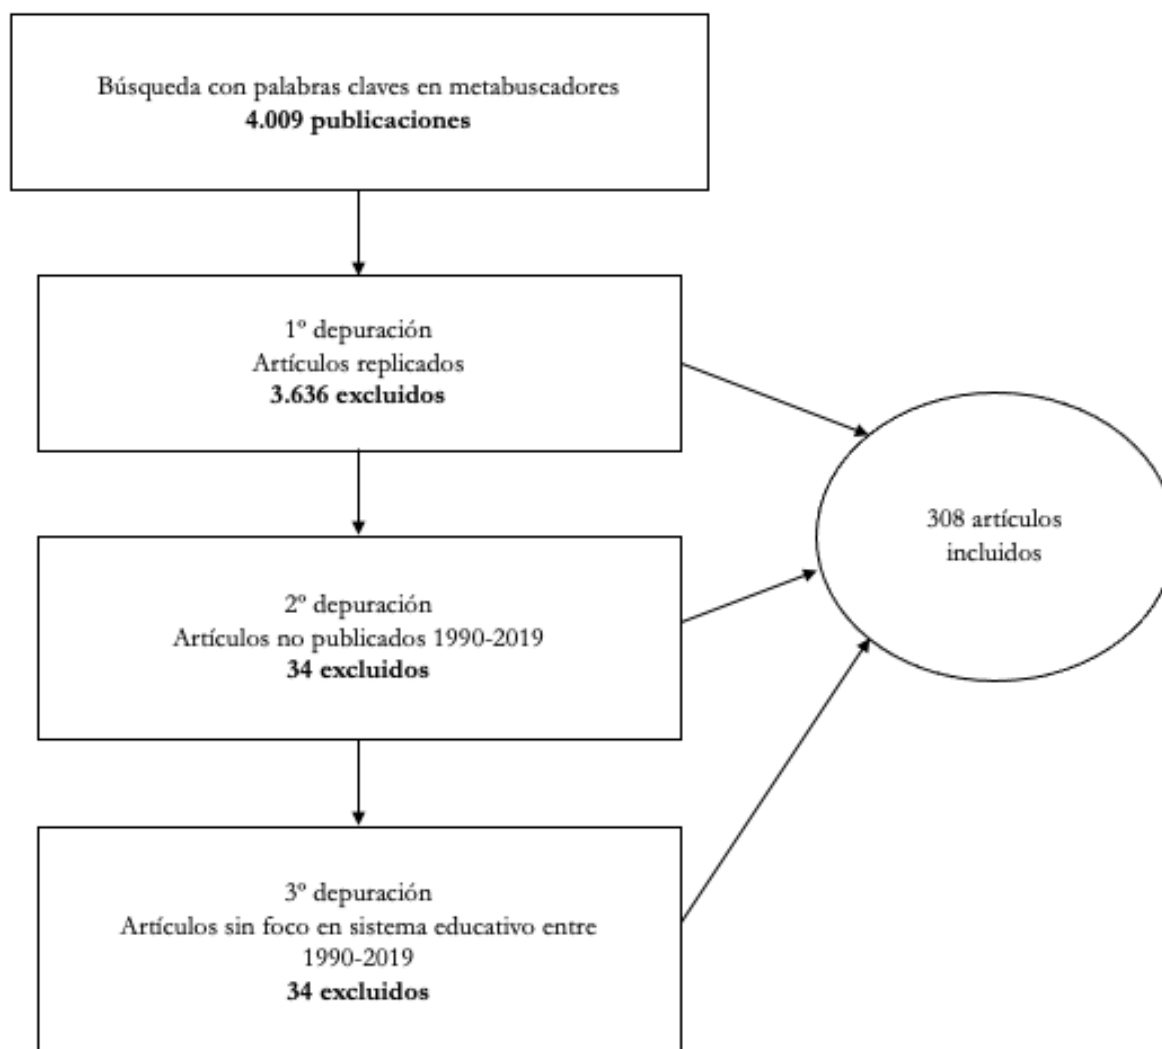 Búsqueda con palabras claves en metabuscadores
4.009 publicaciones
1º depuración
Artículos replicados
3.636 excluidos
2º depuración
Artículos no publicados 1990-2019
34 excluidos
3º depuración
Artículos sin foco en sistema educativo entre
1990-2019
34 excluidos
308 artículos
incluidos